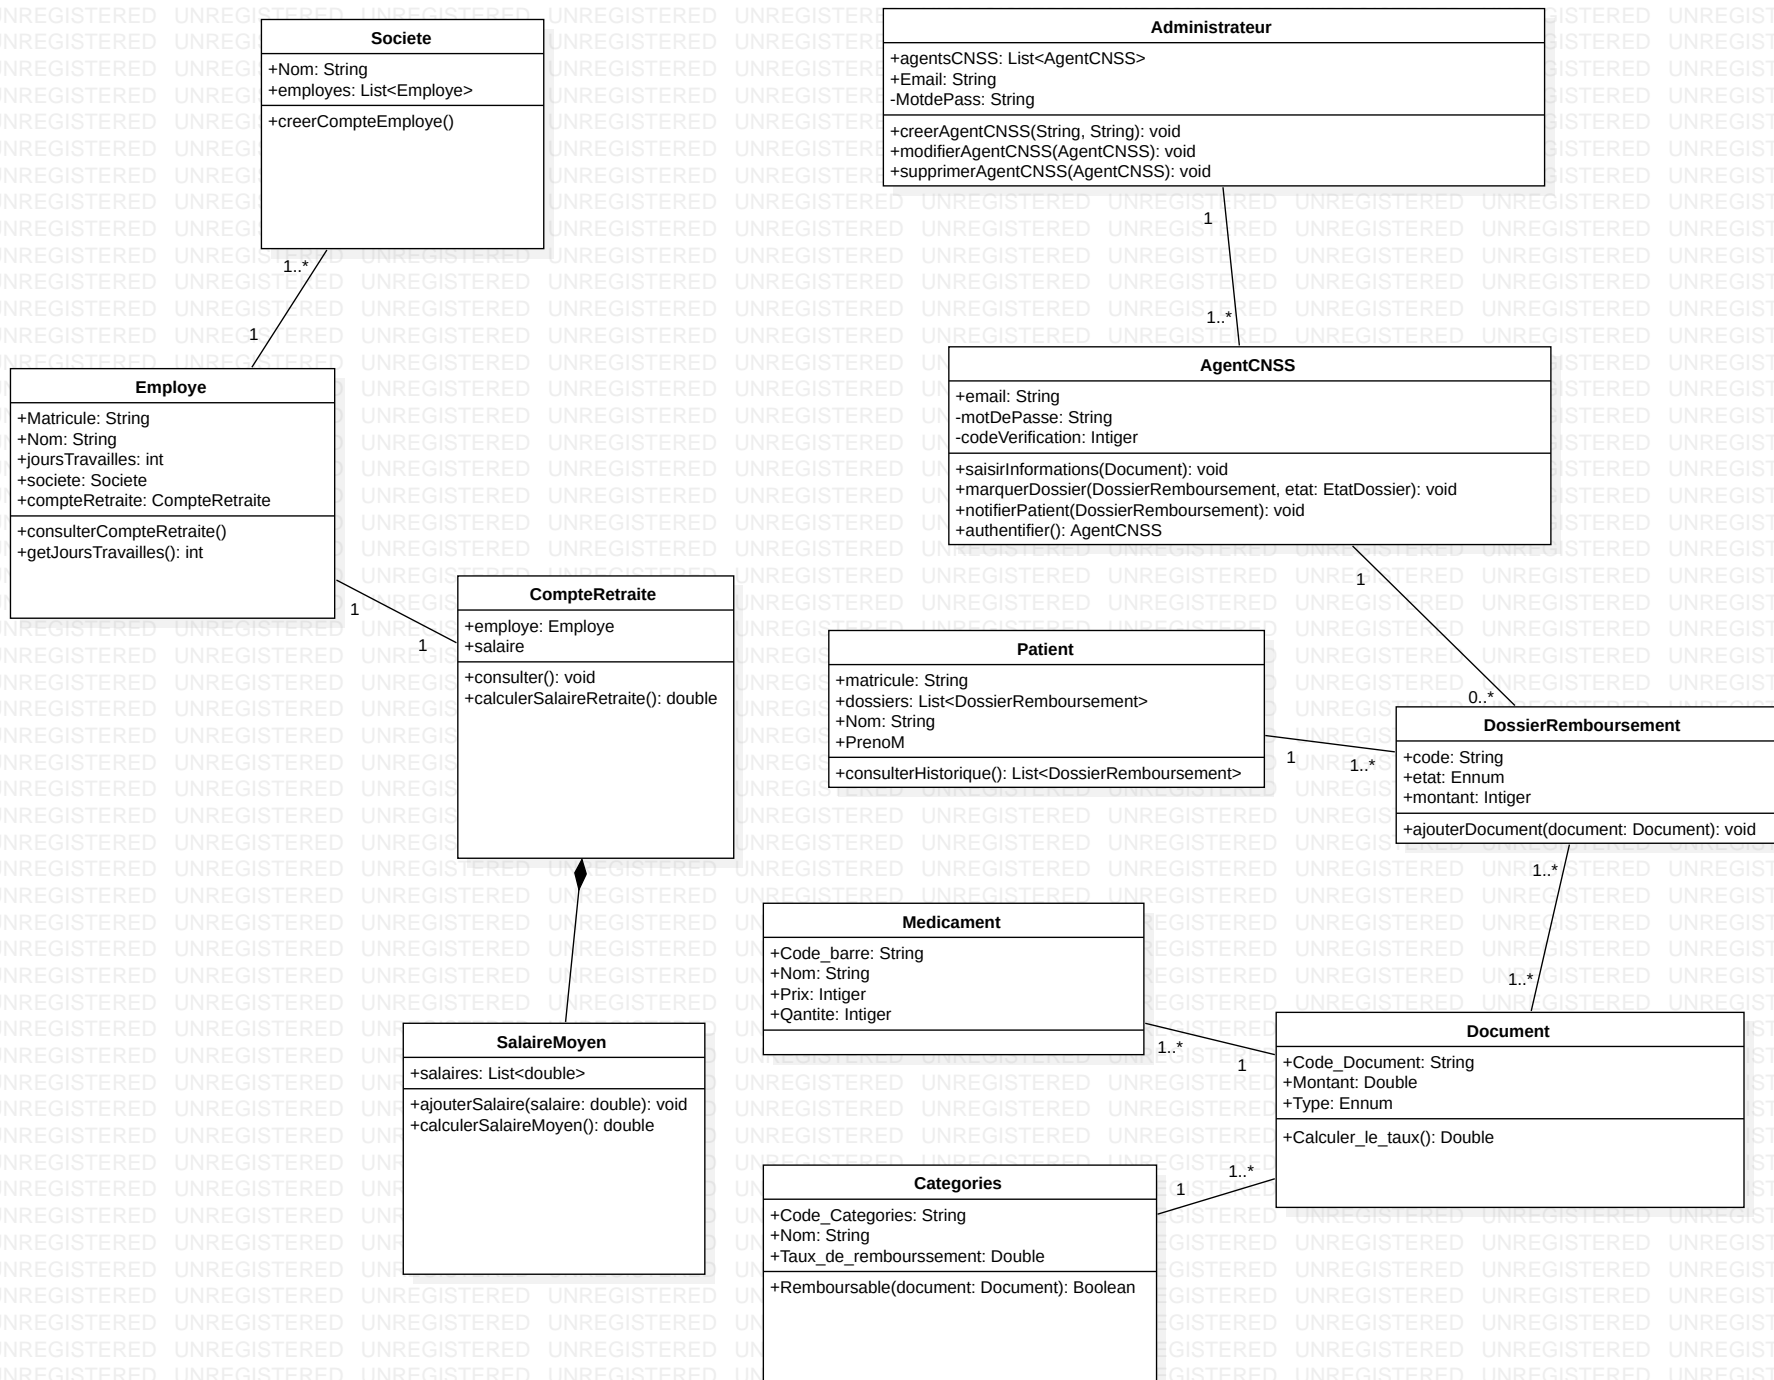 Societe
+Nom: String
+employes: List<Employe>
+creerCompteEmploye()
Administrateur
+agentsCNSS: List<AgentCNSS>
+Email: String
-MotdePass: String
+creerAgentCNSS(String, String): void
+modifierAgentCNSS(AgentCNSS): void
+supprimerAgentCNSS(AgentCNSS): void
1..*
1
1
1..*
Employe
+Matricule: String
+Nom: String
+joursTravailles: int
+societe: Societe
+compteRetraite: CompteRetraite
+consulterCompteRetraite()
+getJoursTravailles(): int
AgentCNSS
+email: String
-motDePasse: String
-codeVerification: Intiger
+saisirInformations(Document): void
+marquerDossier(DossierRemboursement, etat: EtatDossier): void
+notifierPatient(DossierRemboursement): void
+authentifier(): AgentCNSS
1
1
1
0..*
CompteRetraite
+employe: Employe
+salaire
+consulter(): void
+calculerSalaireRetraite(): double
Patient
+matricule: String
+dossiers: List<DossierRemboursement>
+Nom: String
+PrenoM
+consulterHistorique(): List<DossierRemboursement>
1
1..*
DossierRemboursement
+code: String
+etat: Ennum
+montant: Intiger
+ajouterDocument(document: Document): void
1..*
1..*
Medicament
+Code_barre: String
+Nom: String
+Prix: Intiger
+Qantite: Intiger
1..*
1
SalaireMoyen
+salaires: List<double>
+ajouterSalaire(salaire: double): void
+calculerSalaireMoyen(): double
Document
+Code_Document: String
+Montant: Double
+Type: Ennum
+Calculer_le_taux(): Double
1..*
1
Categories
+Code_Categories: String
+Nom: String
+Taux_de_rembourssement: Double
+Remboursable(document: Document): Boolean
UNREGISTERED